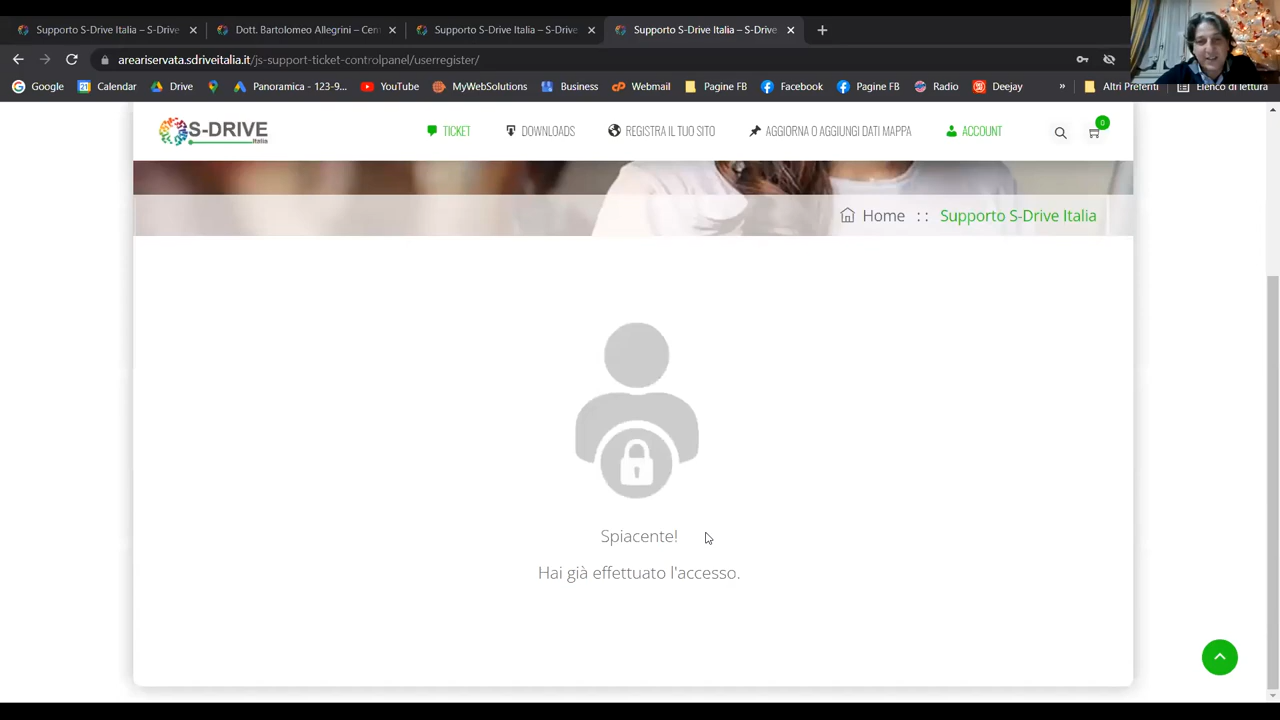 Supporto S-Drive Italia – S-Drive
Dott. Bartolomeo Allegrini – Cen
Supporto S-Drive Italia – S-Drive
Supporto S-Drive Italia – S-Drive
areariservata.sdriveitalia.it/js-support-ticket-controlpanel/userregister/
Google Calendar Drive Panoramica - 123-9... YouTube MyWebSolutions Business Webmail Pagine FB Facebook Pagine FB Radio Deejay » Altri Preferiti Elenco di lettura
S-DRIVE
Italia
TICKET DOWNLOADS REGISTRA IL TUO SITO AGGIORNA O AGGIUNGI DATI MAPPA ACCOUNT 0
Home :: Supporto S-Drive Italia
Spiacente!
Hai già effettuato l'accesso.